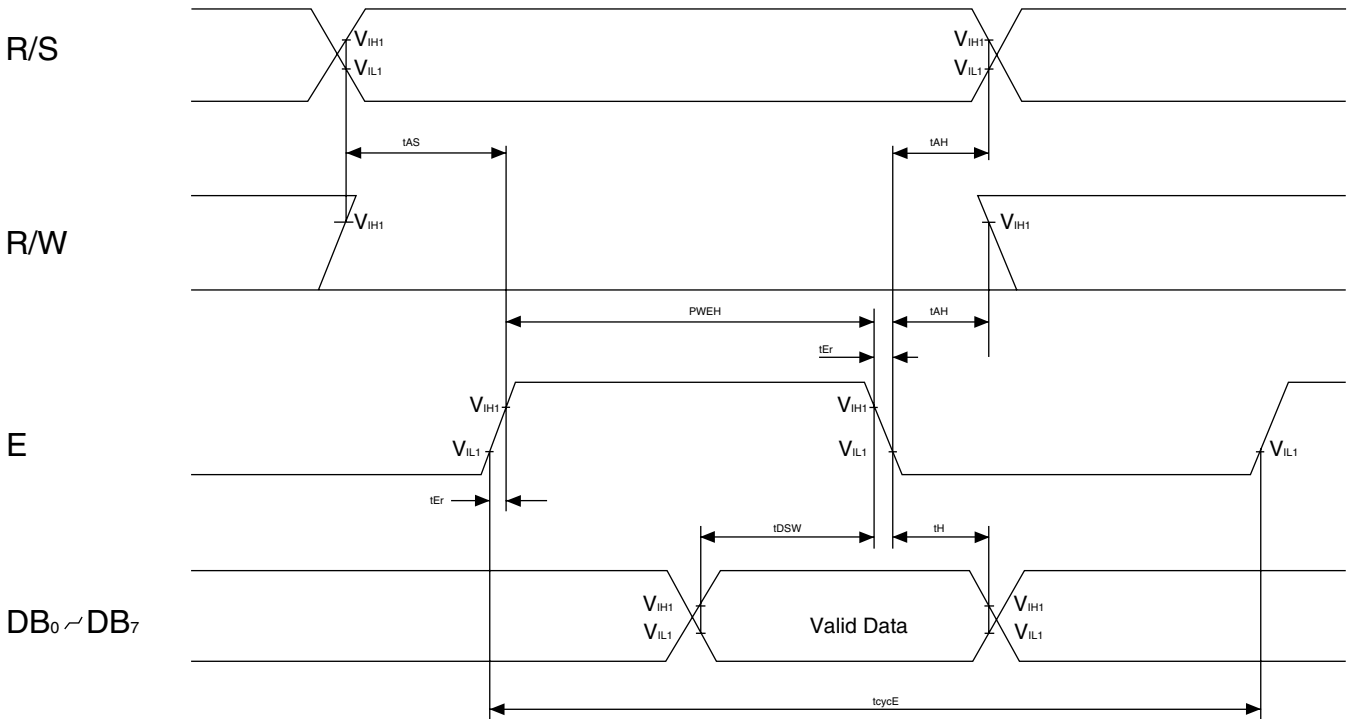 R/S
VIH1
VIL1
VIH1
VIL1
tAS
tAH
R/W
VIH1
VIH1
PWEH
tAH
tEr
E
VIH1
VIL1
VIH1
VIL1
VIL1
tEr
tDSW
tH
DB0~DB7
VIH1
VIL1
Valid Data
VIH1
VIL1
tcycE